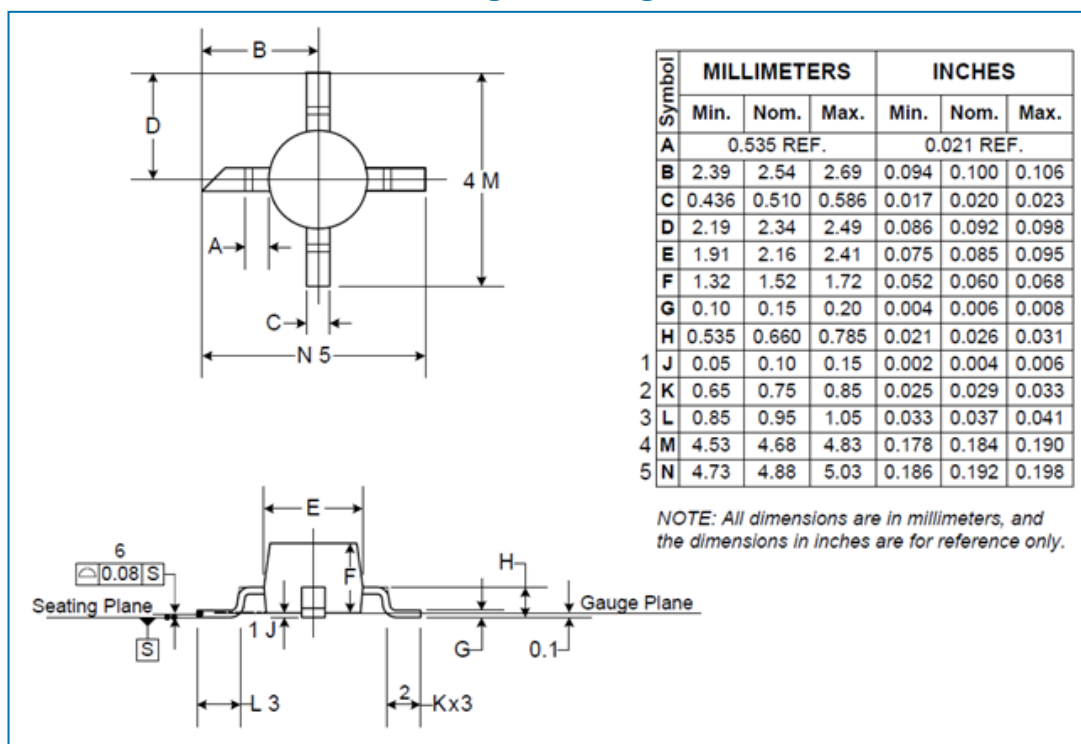 B
D
4 M
A
C
N 5
Symbol MILLIMETERS INCHES
Min. Nom. Max. Min. Nom. Max.
A 0.535 REF. 0.021 REF.
B 2.39 2.54 2.69 0.094 0.100 0.106
C 0.436 0.510 0.586 0.017 0.020 0.023
D 2.19 2.34 2.49 0.086 0.092 0.098
E 1.91 2.16 2.41 0.075 0.085 0.095
F 1.32 1.52 1.72 0.052 0.060 0.068
G 0.10 0.15 0.20 0.004 0.006 0.008
H 0.535 0.660 0.785 0.021 0.026 0.031
1 J 0.05 0.10 0.15 0.002 0.004 0.006
2 K 0.65 0.75 0.85 0.025 0.029 0.033
3 L 0.85 0.95 1.05 0.033 0.037 0.041
4 M 4.53 4.68 4.83 0.178 0.184 0.190
5 N 4.73 4.88 5.03 0.186 0.192 0.198
NOTE: All dimensions are in millimeters, and
the dimensions in inches are for reference only.
E
6
⌓ 0.08 S
F
H
Seating Plane
Gauge Plane
1 J
S
G
0.1
L 3
2
Kx3